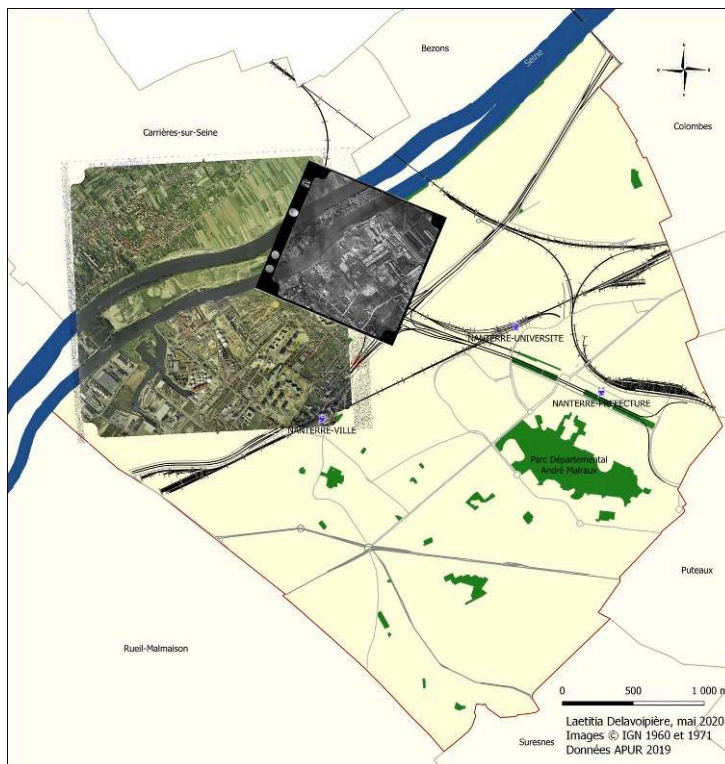 Bezons
Seine
Colombes
Carrières-sur-Seine
NANTERRE-UNIVERSITE
NANTERRE-PREFECTURE
NANTERRE-VILLE
Parc Départemental
André Malraux
Puteaux
Rueil-Malmaison
0 500 1 000 m
Laetitia Delavoipière, mai 2020
Images © IGN 1960 et 1971
Données APUR 2019
Suresnes